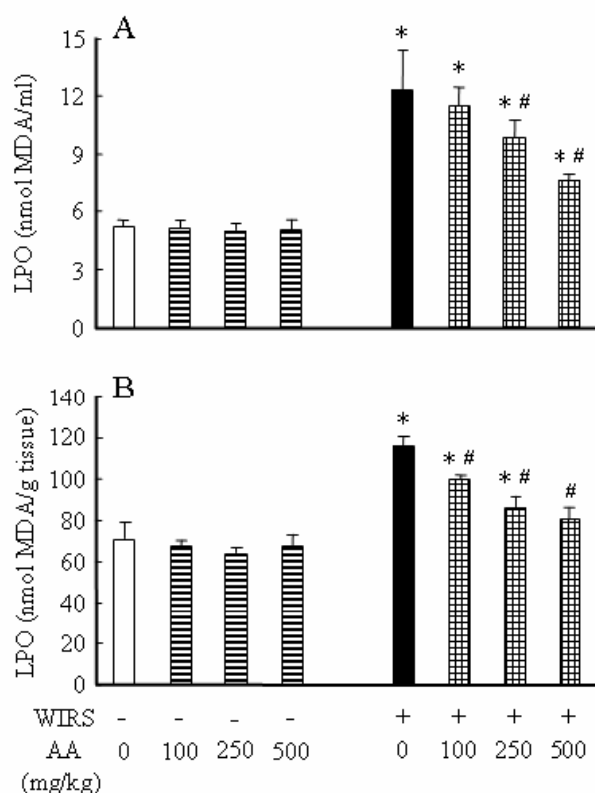 A
LPO (nmol MDA/ml)
15
12
9
6
3
0
* * * # * #
B
LPO (nmol MDA/g tissue)
140
120
100
80
60
40
20
0
* * # * # #
WIRS - - - - + + + +
AA 0 100 250 500 0 100 250 500
(mg/kg)